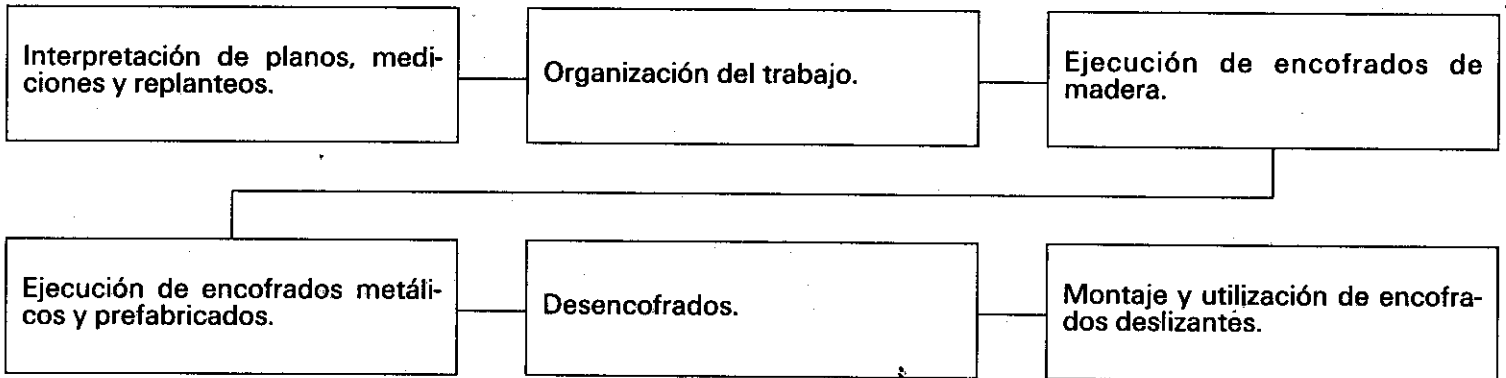 Interpretación de planos, medi-
ciones y replanteos.
Organización del trabajo.
Ejecución de encofrados de
madera.
Ejecución de encofrados metáli-
cos y prefabricados.
Desencofrados.
Montaje y utilización de encofra-
dos deslizantes.